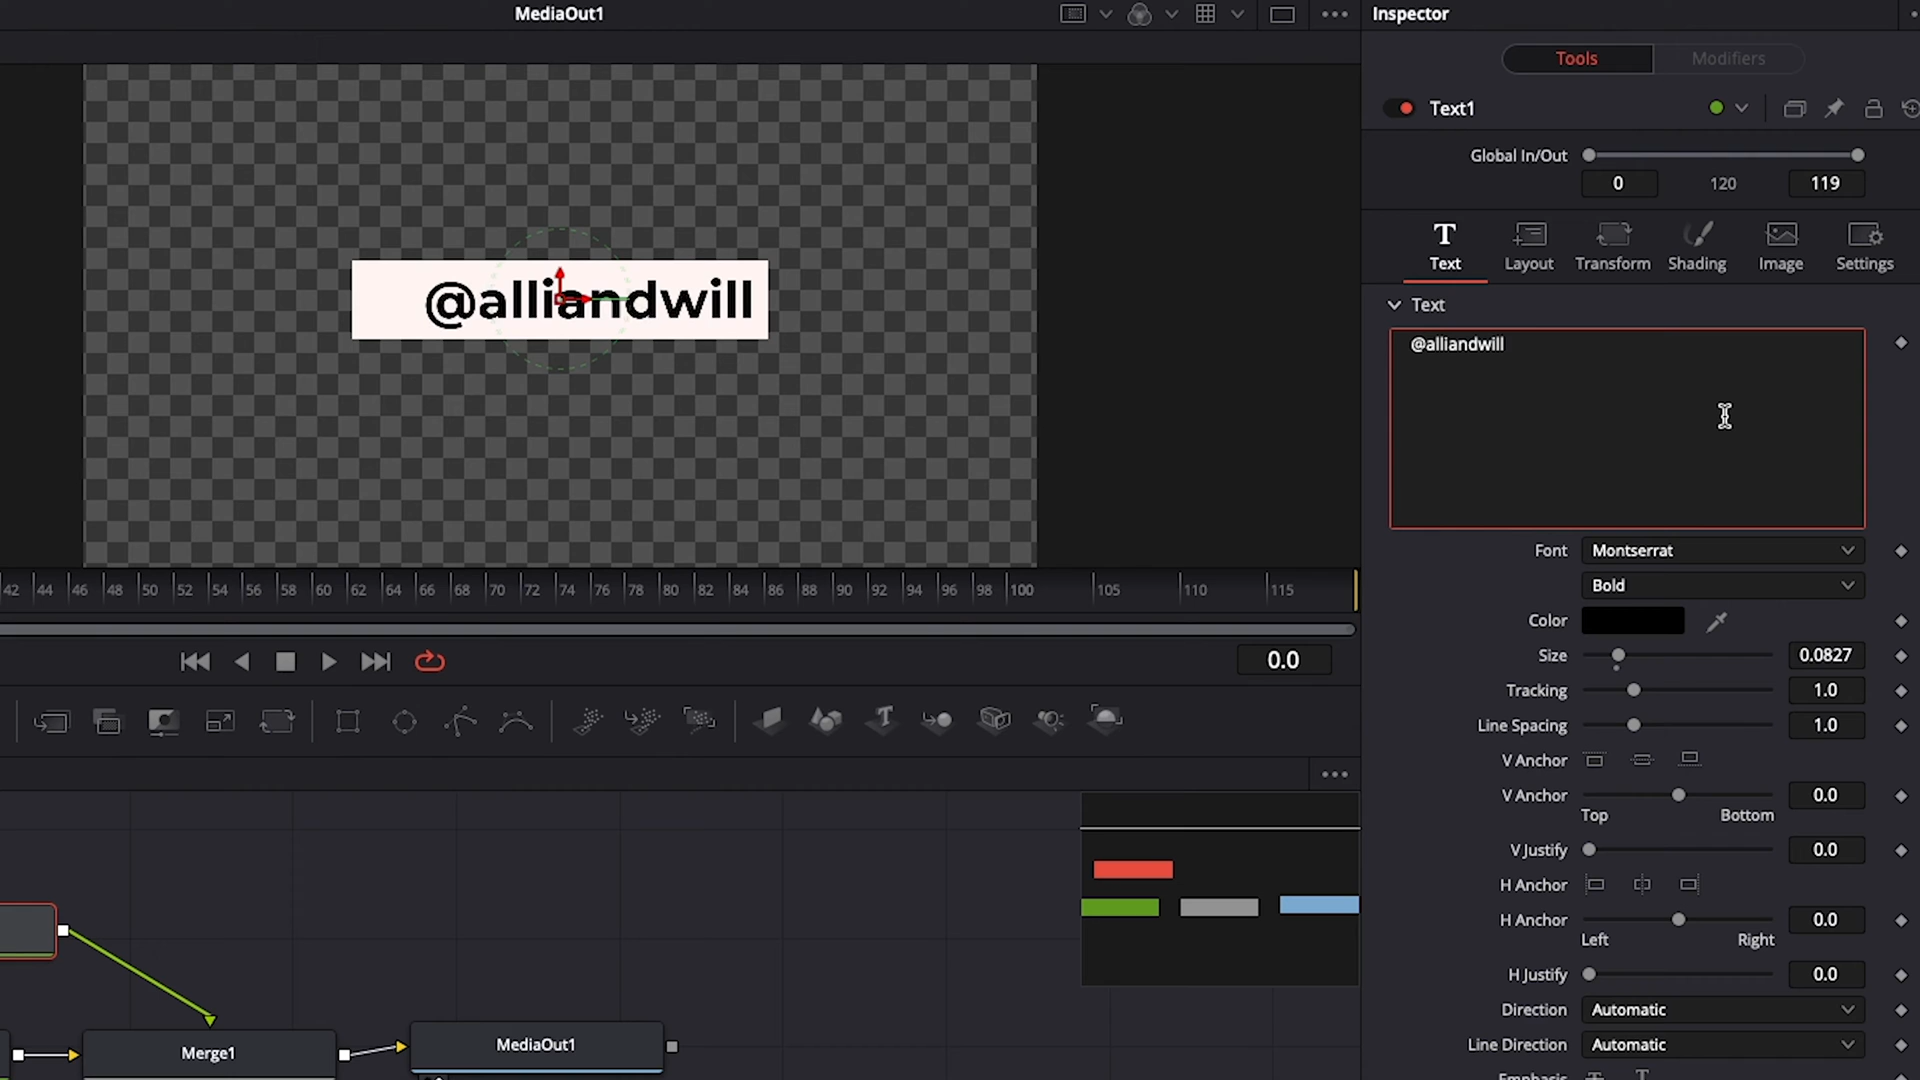 MediaOut1
Inspector
Tools
Modifiers
Text1
Global In/Out
0
120
119
Text
Layout
Transform
Shading
Image
Settings
Text
@alliandwill
@alliandwill
Font
Montserrat
Bold
Color
Size
0.0827
Tracking
1.0
Line Spacing
1.0
V Anchor
V Anchor
0.0
Top
Bottom
V Justify
0.0
H Anchor
H Anchor
0.0
Left
Right
H Justify
0.0
Direction
Automatic
Line Direction
Automatic
42 44 46 48 50 52 54 56 58 60 62 64 66 68 70 72 74 76 78 80 82 84 86 88 90 92 94 96 98 100 105 110 115
0.0
Merge1
MediaOut1